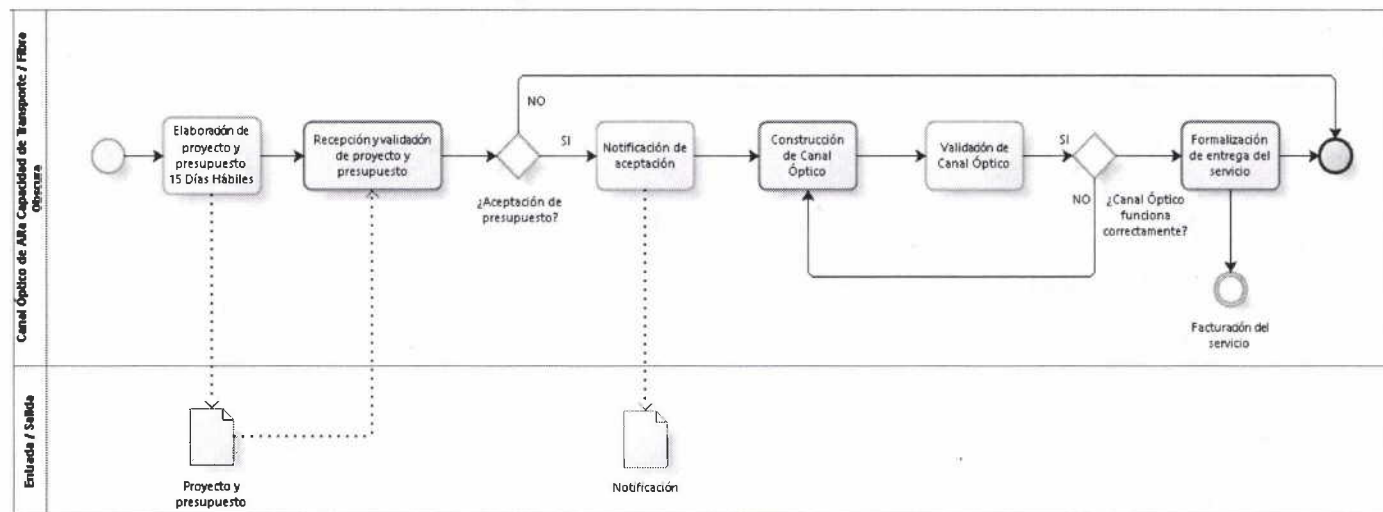 Canal Óptico de Alta Capacidad de Transporte / Fibra
Obscura
Elaboración de
proyecto y
presupuesto
15 Días Hábiles
Recepción y validación
de proyecto y
presupuesto
NO
SI
¿Aceptación de
presupuesto?
Notificación de
aceptación
Construcción
de Canal
Óptico
Validación de
Canal Óptico
SI
NO
¿Canal Óptico
funciona
correctamente?
Formalización
de entrega del
servicio
Facturación del
servicio
Entrada / Salida
Proyecto y
presupuesto
Notificación